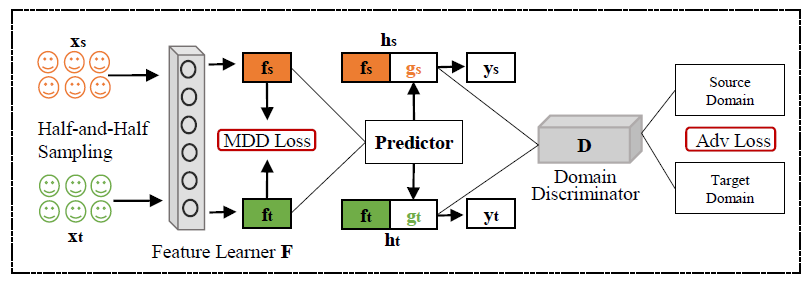 xs
Half-and-Half
Sampling
xt
Feature Learner F
fs
MDD Loss
ft
hs
fs gs
ys
Predictor
ft gt
yt
ht
D
Domain
Discriminator
Source
Domain
Adv Loss
Target
Domain